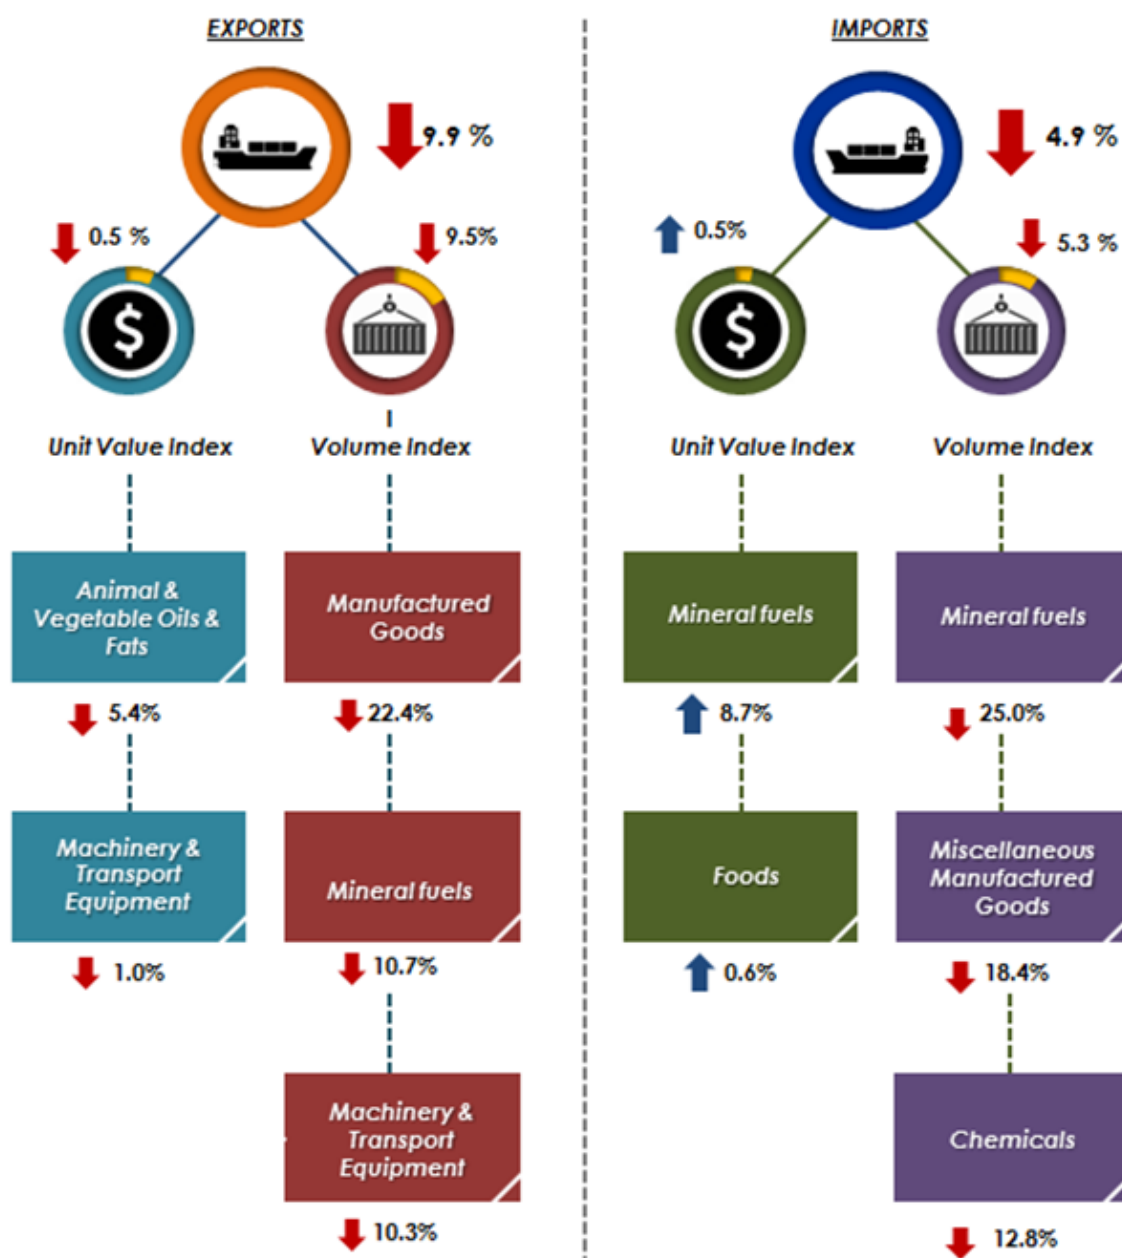 EXPORTS
9.9 %
0.5 %
9.5%
$
Unit Value Index
Volume Index
Animal &
Vegetable Oils &
Fats
5.4%
Manufactured
Goods
22.4%
Machinery &
Transport
Equipment
1.0%
Mineral fuels
10.7%
Machinery &
Transport
Equipment
10.3%
IMPORTS
4.9 %
0.5%
5.3 %
$
Unit Value Index
Volume Index
Mineral fuels
8.7%
Mineral fuels
25.0%
Foods
0.6%
Miscellaneous
Manufactured
Goods
18.4%
Chemicals
12.8%